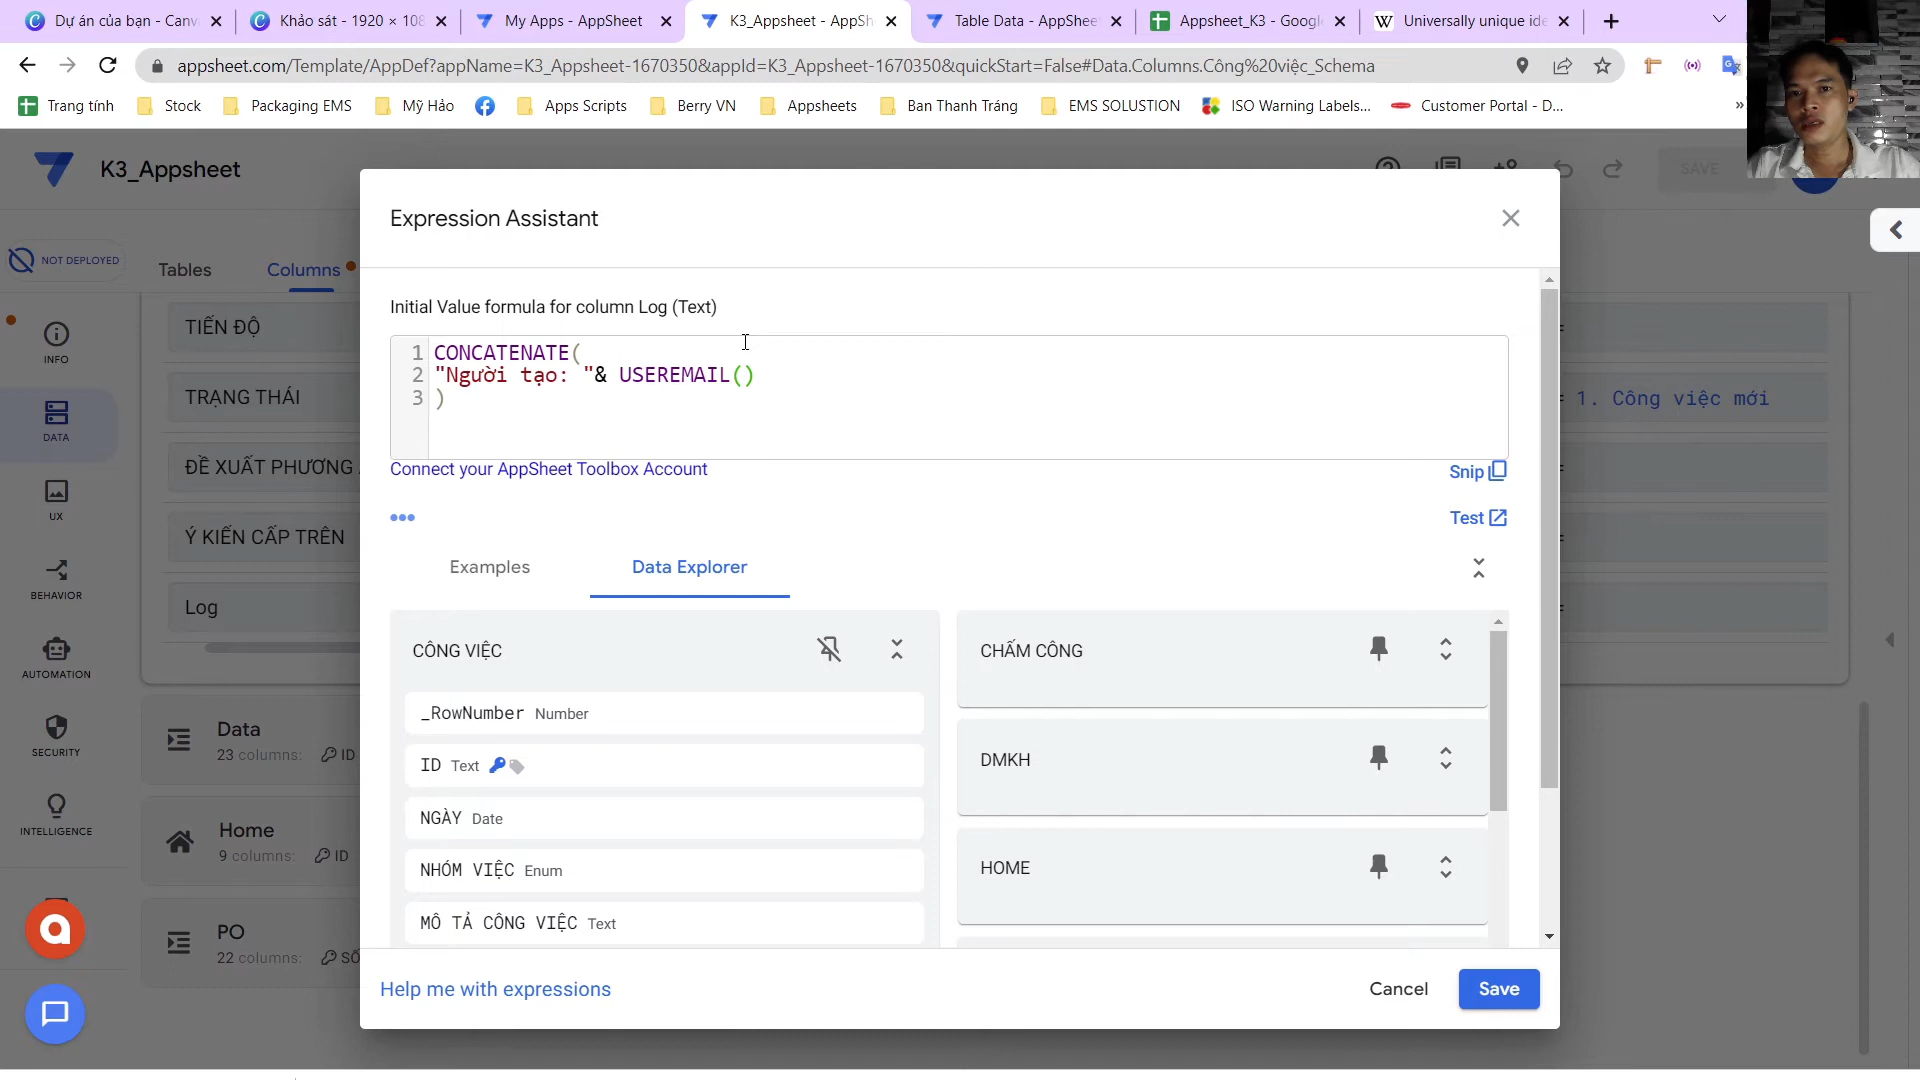 Dự án của bạn - Canv
Khảo sát - 1920 × 108
My Apps - AppSheet
K3_Appsheet - AppSh
Table Data - AppSheet
Appsheet_K3 - Google
Universally unique ide
appsheet.com/Template/AppDef?appName=K3_Appsheet-1670350&appId=K3_Appsheet-1670350&quickStart=False#Data.Columns.Công%20việc_Schema
Trang tính
Stock
Packaging EMS
Mỹ Hảo
Apps Scripts
Berry VN
Appsheets
Ban Thanh Tráng
EMS SOLUSTION
ISO Warning Labels...
Customer Portal - D...
»
K3_Appsheet
SAVE
NOT DEPLOYED
Tables
Columns
INFO
DATA
UX
BEHAVIOR
AUTOMATION
SECURITY
INTELLIGENCE
TIẾN ĐỘ
TRẠNG THÁI
ĐỀ XUẤT PHƯƠNG
Ý KIẾN CẤP TRÊN
Log
Data
23 columns: ID
Home
9 columns: ID
PO
22 columns: SỐ
=
= 1. Công việc mới
=
=
=
Expression Assistant
Initial Value formula for column Log (Text)
1 CONCATENATE(
2 "Người tạo: "& USEREMAIL()
3 )
Connect your AppSheet Toolbox Account
Snip
Test
Examples
Data Explorer
CÔNG VIỆC
_RowNumber Number
ID Text
NGÀY Date
NHÓM VIỆC Enum
MÔ TẢ CÔNG VIỆC Text
CHẤM CÔNG
DMKH
HOME
Help me with expressions
Cancel
Save